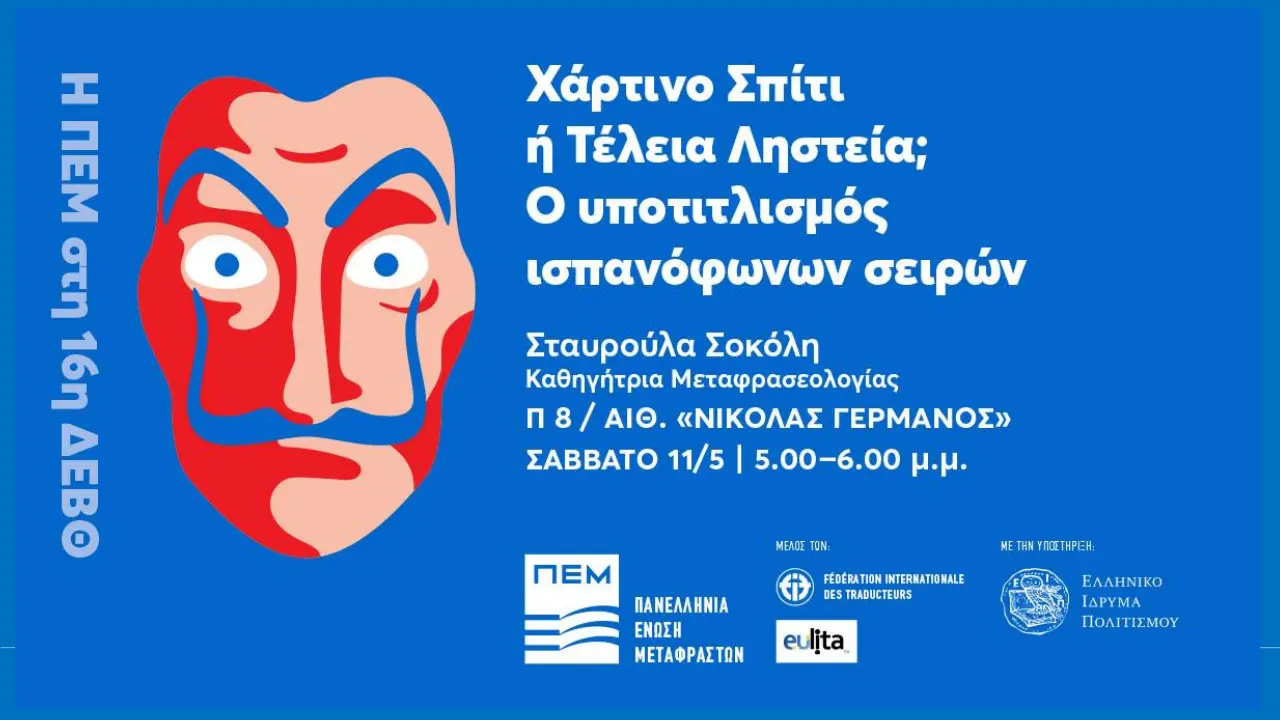 Η ΠΕΜ στη 16η ΔΕΒΘ
Χάρτινο Σπίτι
ή Τέλεια Ληστεία;
Ο υποτιτλισμός
ισπανόφωνων σειρών
Σταυρούλα Σοκόλη
Καθηγήτρια Μεταφρασεολογίας
Π 8 / ΑΙΘ. «ΝΙΚΟΛΑΣ ΓΕΡΜΑΝΟΣ»
ΣΑΒΒΑΤΟ 11/5 | 5.00–6.00 μ.μ.
ΠΕΜ
ΠΑΝΕΛΛΗΝΙΑ
ΕΝΩΣΗ
ΜΕΤΑΦΡΑΣΤΩΝ
ΜΕΛΟΣ ΤΩΝ:
fit
FÉDÉRATION INTERNATIONALE
DES TRADUCTEURS
eulita
ΜΕ ΤΗΝ ΥΠΟΣΤΗΡΙΞΗ:
ΕΛΛΗΝΙΚΟ
ΙΔΡΥΜΑ
ΠΟΛΙΤΙΣΜΟΥ